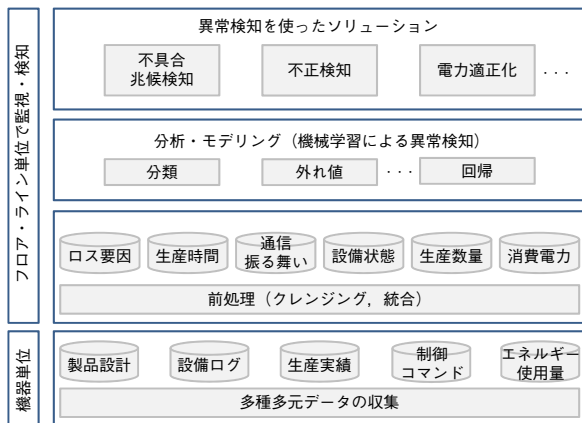 フロア・ライン単位で監視・検知
異常検知を使ったソリューション
不具合
兆候検知
不正検知
電力適正化
...
分析・モデリング（機械学習による異常検知）
分類
外れ値
...
回帰
ロス要因
生産時間
通信
振る舞い
設備状態
生産数量
消費電力
前処理（クレンジング，統合）
機器単位
製品設計
設備ログ
生産実績
制御
コマンド
エネルギー
使用量
多種多元データの収集